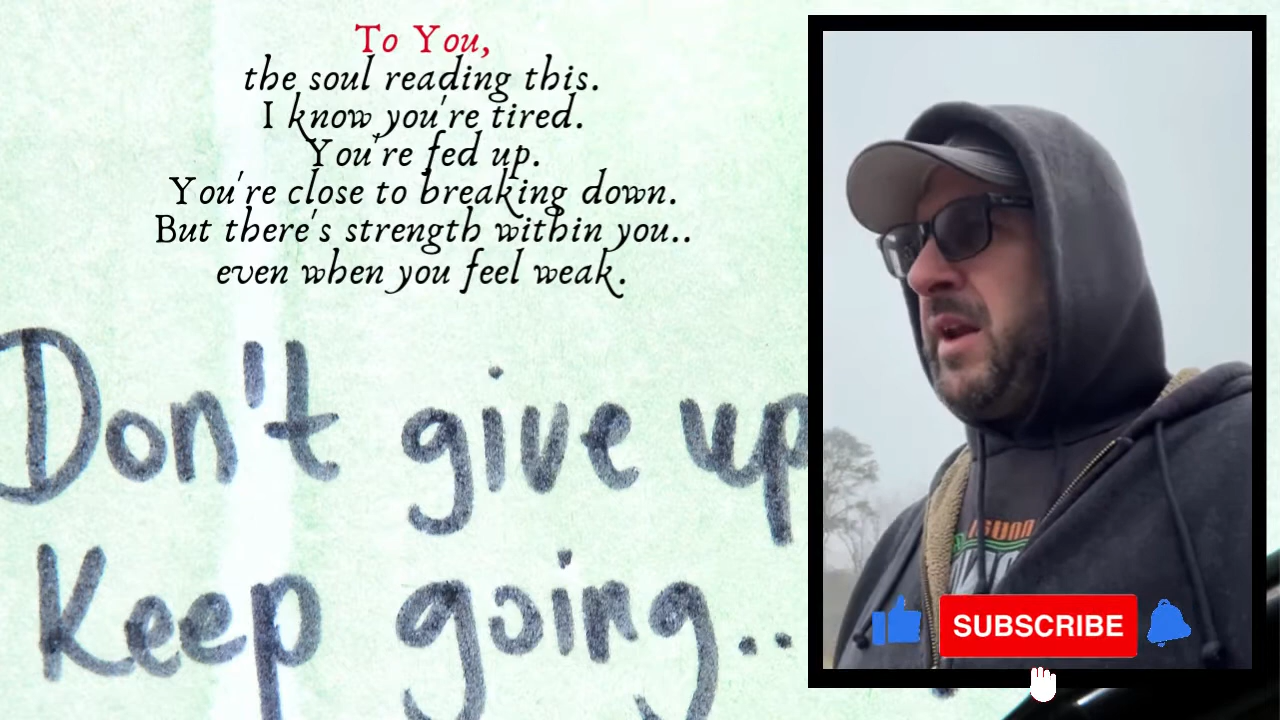 To You,
the soul reading this.
I know you're tired.
You're fed up.
You're close to breaking down.
But there's strength within you..
even when you feel weak.
Don't give up
Keep going..
SUBSCRIBE